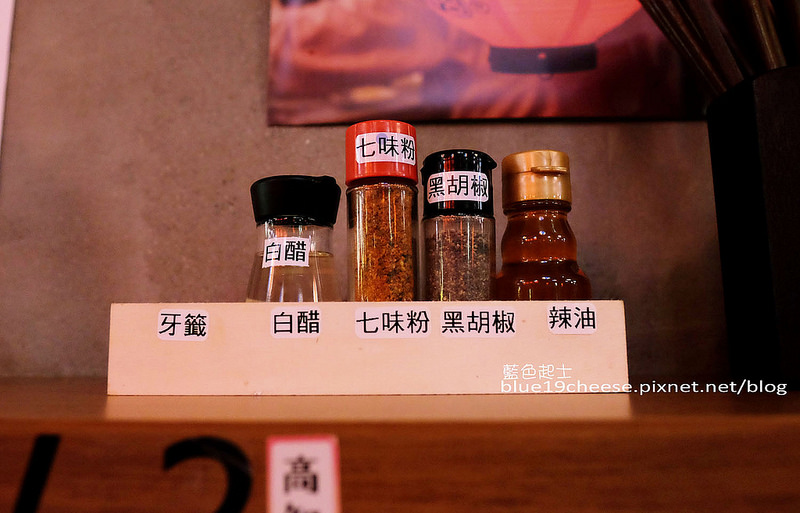 七味粉
黑胡椒
白醋
牙籤 白醋 七味粉 黑胡椒 辣油
藍色起士
blue19cheese.pixnet.net/blog
2
高